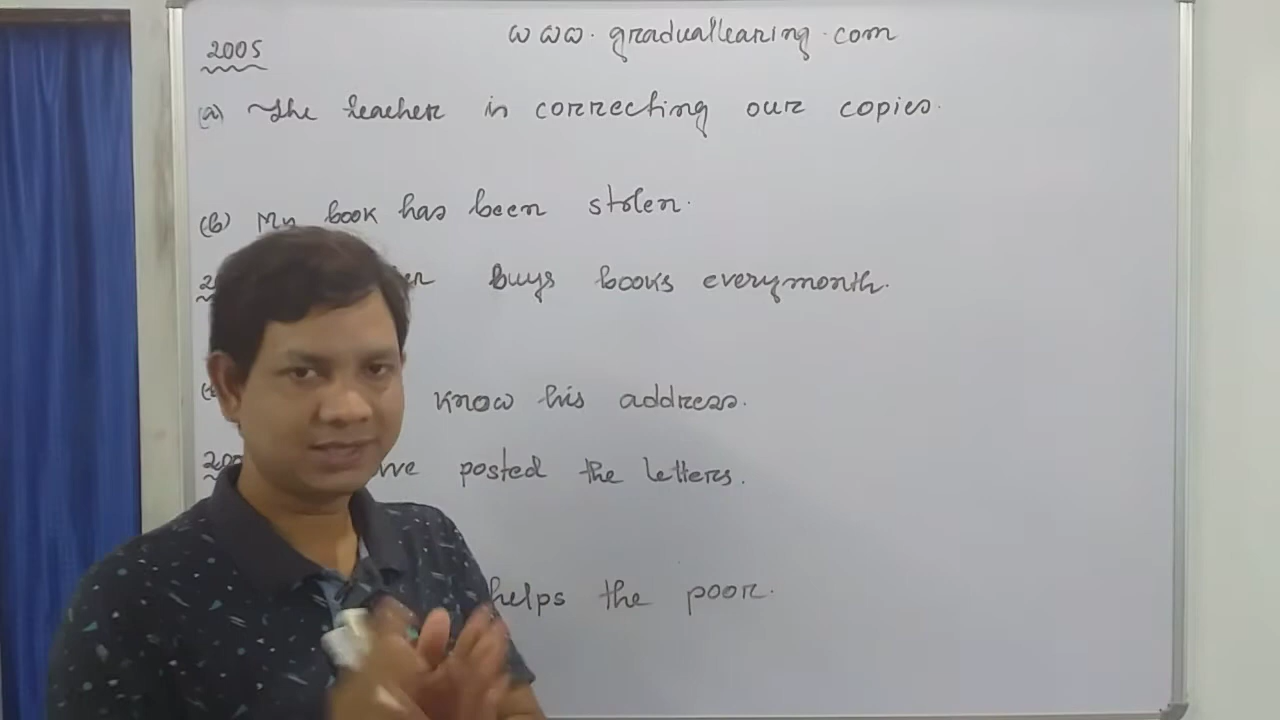 www.graduallearing.com
2005
(a) The teacher is correcting our copies.
(b) My book has been stolen.
buys books everymonth.
know his address.
posted the letters.
helps the poor.